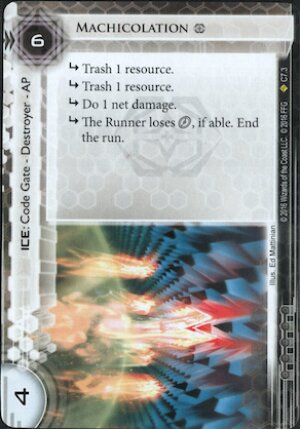 MACHICOLATION
6
↳ Trash 1 resource.
↳ Trash 1 resource.
↳ Do 1 net damage.
↳ The Runner loses, if able. End
the run.
ICE: Code Gate - Destroyer - AP
4
Illus. Ed Mattinian
© 2016 Wizards of the Coast LLC. © 2016 FFG
C7.3